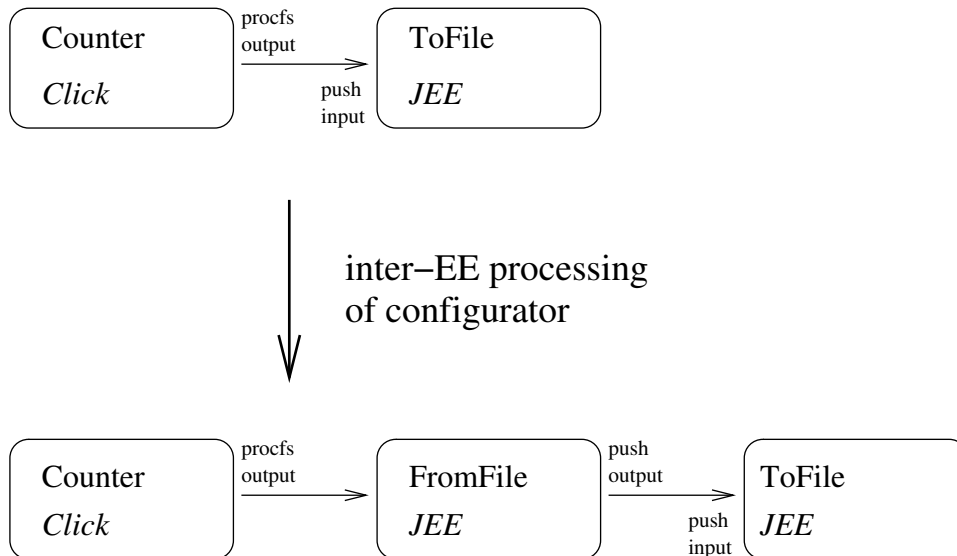 Counter
Click
procfs
output
push
input
ToFile
JEE
inter−EE processing
of configurator
Counter
Click
procfs
output
FromFile
JEE
push
output
push
input
ToFile
JEE